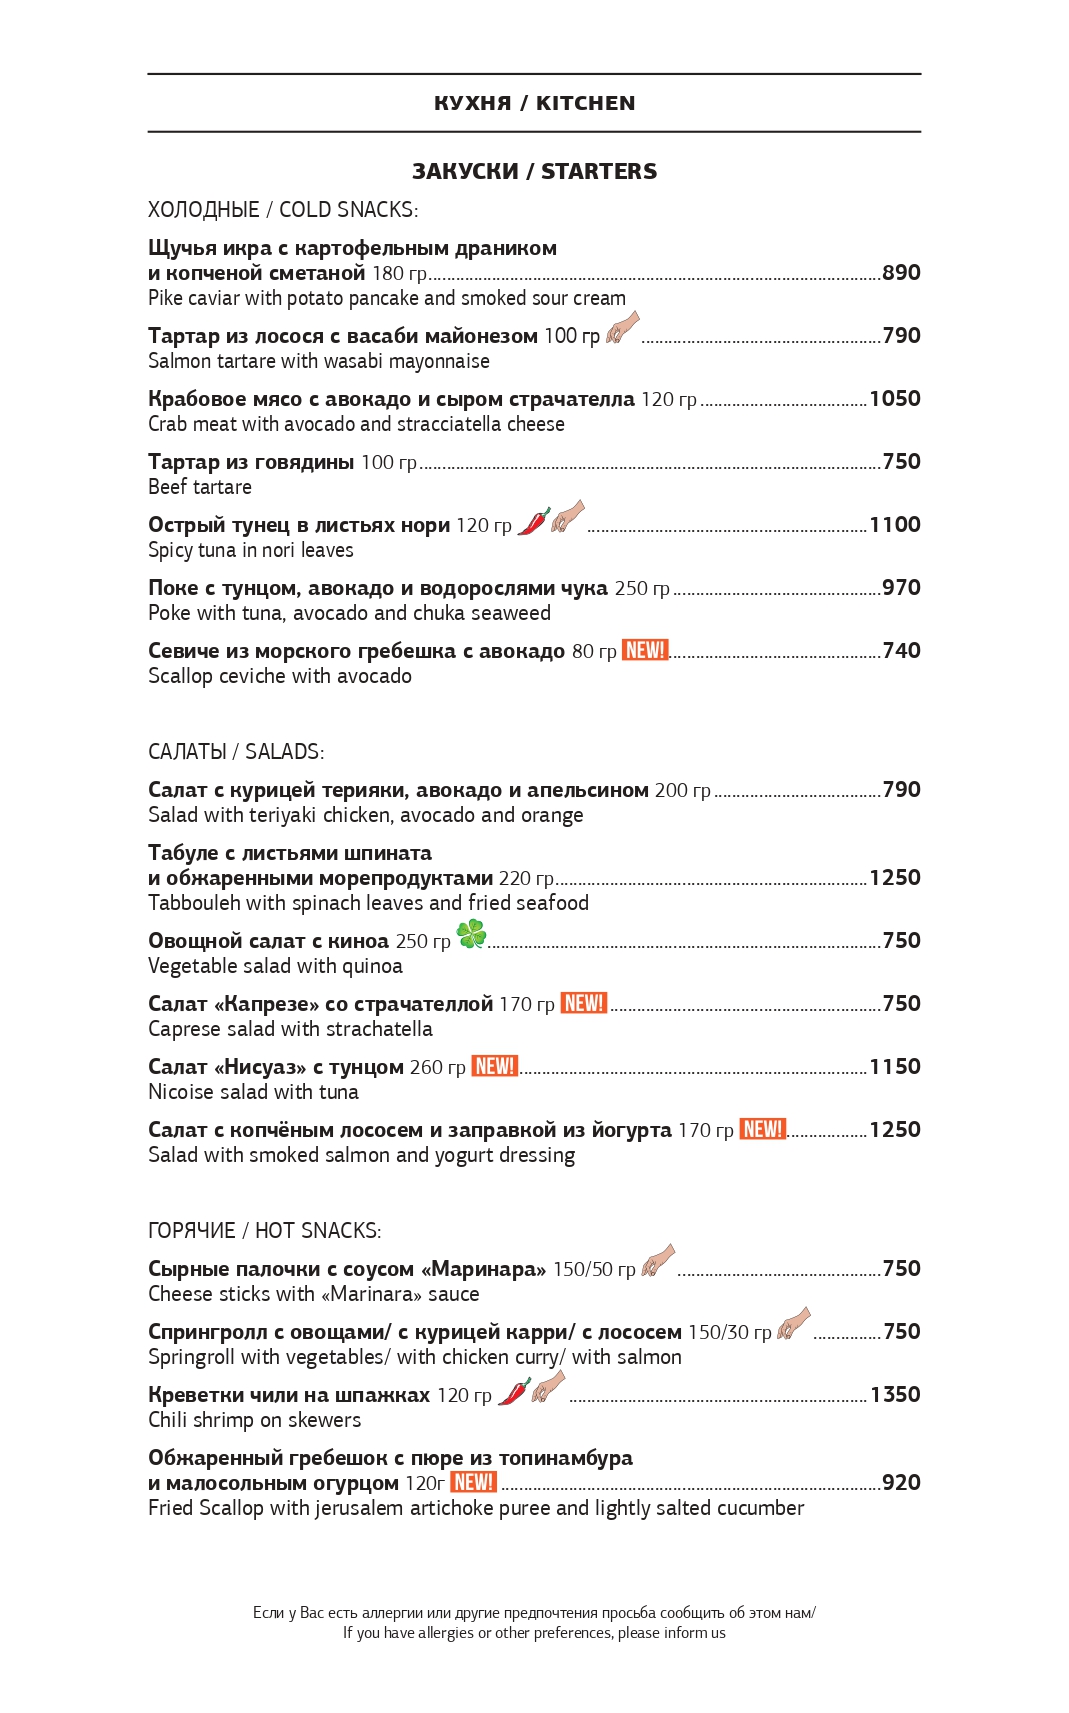 КУХНЯ / KITCHEN
ЗАКУСКИ / STARTERS
ХОЛОДНЫЕ / COLD SNACKS:
Щучья икра с картофельным драником
и копченой сметаной 180 гр....................890
Pike caviar with potato pancake and smoked sour cream
Тартар из лосося с васаби майонезом 100 гр ....................790
Salmon tartare with wasabi mayonnaise
Крабовое мясо с авокадо и сыром страчателла 120 гр ....................1050
Crab meat with avocado and stracciatella cheese
Тартар из говядины 100 гр ....................750
Beef tartare
Острый тунец в листьях нори 120 гр ....................1100
Spicy tuna in nori leaves
Поке с тунцом, авокадо и водорослями чука 250 гр ....................970
Poke with tuna, avocado and chuka seaweed
Севиче из морского гребешка с авокадо 80 гр NEW!....................740
Scallop ceviche with avocado
САЛАТЫ / SALADS:
Салат с курицей терияки, авокадо и апельсином 200 гр ....................790
Salad with teriyaki chicken, avocado and orange
Табуле с листьями шпината
и обжаренными морепродуктами 220 гр....................1250
Tabbouleh with spinach leaves and fried seafood
Овощной салат с киноа 250 гр ....................750
Vegetable salad with quinoa
Салат «Капрезе» со страчателлой 170 гр NEW! ....................750
Caprese salad with strachatella
Салат «Нисуаз» с тунцом 260 гр NEW!....................1150
Nicoise salad with tuna
Салат с копчёным лососем и заправкой из йогурта 170 гр NEW!..................1250
Salad with smoked salmon and yogurt dressing
ГОРЯЧИЕ / HOT SNACKS:
Сырные палочки с соусом «Маринара» 150/50 гр ....................750
Cheese sticks with «Marinara» sauce
Спрингролл с овощами/ с курицей карри/ с лососем 150/30 гр ...............750
Springroll with vegetables/ with chicken curry/ with salmon
Креветки чили на шпажках 120 гр ....................1350
Chili shrimp on skewers
Обжаренный гребешок с пюре из топинамбура
и малосольным огурцом 120г NEW! ....................920
Fried Scallop with jerusalem artichoke puree and lightly salted cucumber
Если у Вас есть аллергии или другие предпочтения просьба сообщить об этом нам/
If you have allergies or other preferences, please inform us